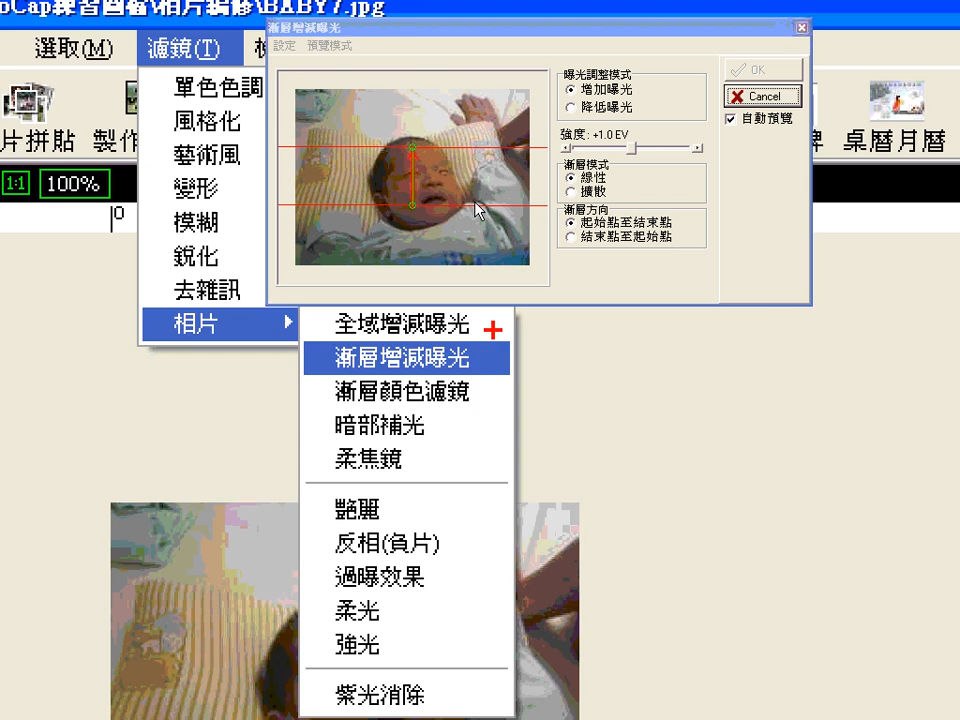 oCap練習圖檔\相片編修\BABY7.jpg
漸層增減曝光
設定 預覽模式
選取(M) 濾鏡(T)
片拼貼 製作
桌曆月曆
1:1 100%
0
單色色調
風格化
藝術風
變形
模糊
銳化
去雜訊
相片
曝光調整模式
增加曝光
降低曝光
強度: +1.0 EV
漸層模式
線性
擴散
漸層方向
起始點至結束點
結束點至起始點
OK
Cancel
自動預覽
全域增減曝光
漸層增減曝光
漸層顏色濾鏡
暗部補光
柔焦鏡
艷麗
反相(負片)
過曝效果
柔光
強光
紫光消除